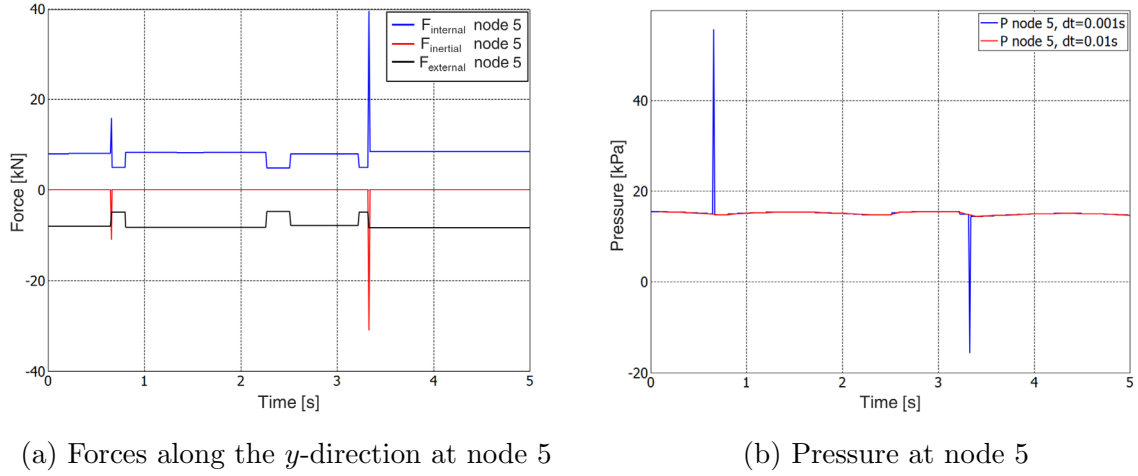 40
20
0
-20
-40
Force [kN]
0 1 2 3 4 5
Time [s]
F_internal node 5
F_inertial node 5
F_external node 5
(a) Forces along the y-direction at node 5
40
20
0
-20
Pressure [kPa]
0 1 2 3 4 5
Time [s]
P node 5, dt=0.001s
P node 5, dt=0.01s
(b) Pressure at node 5